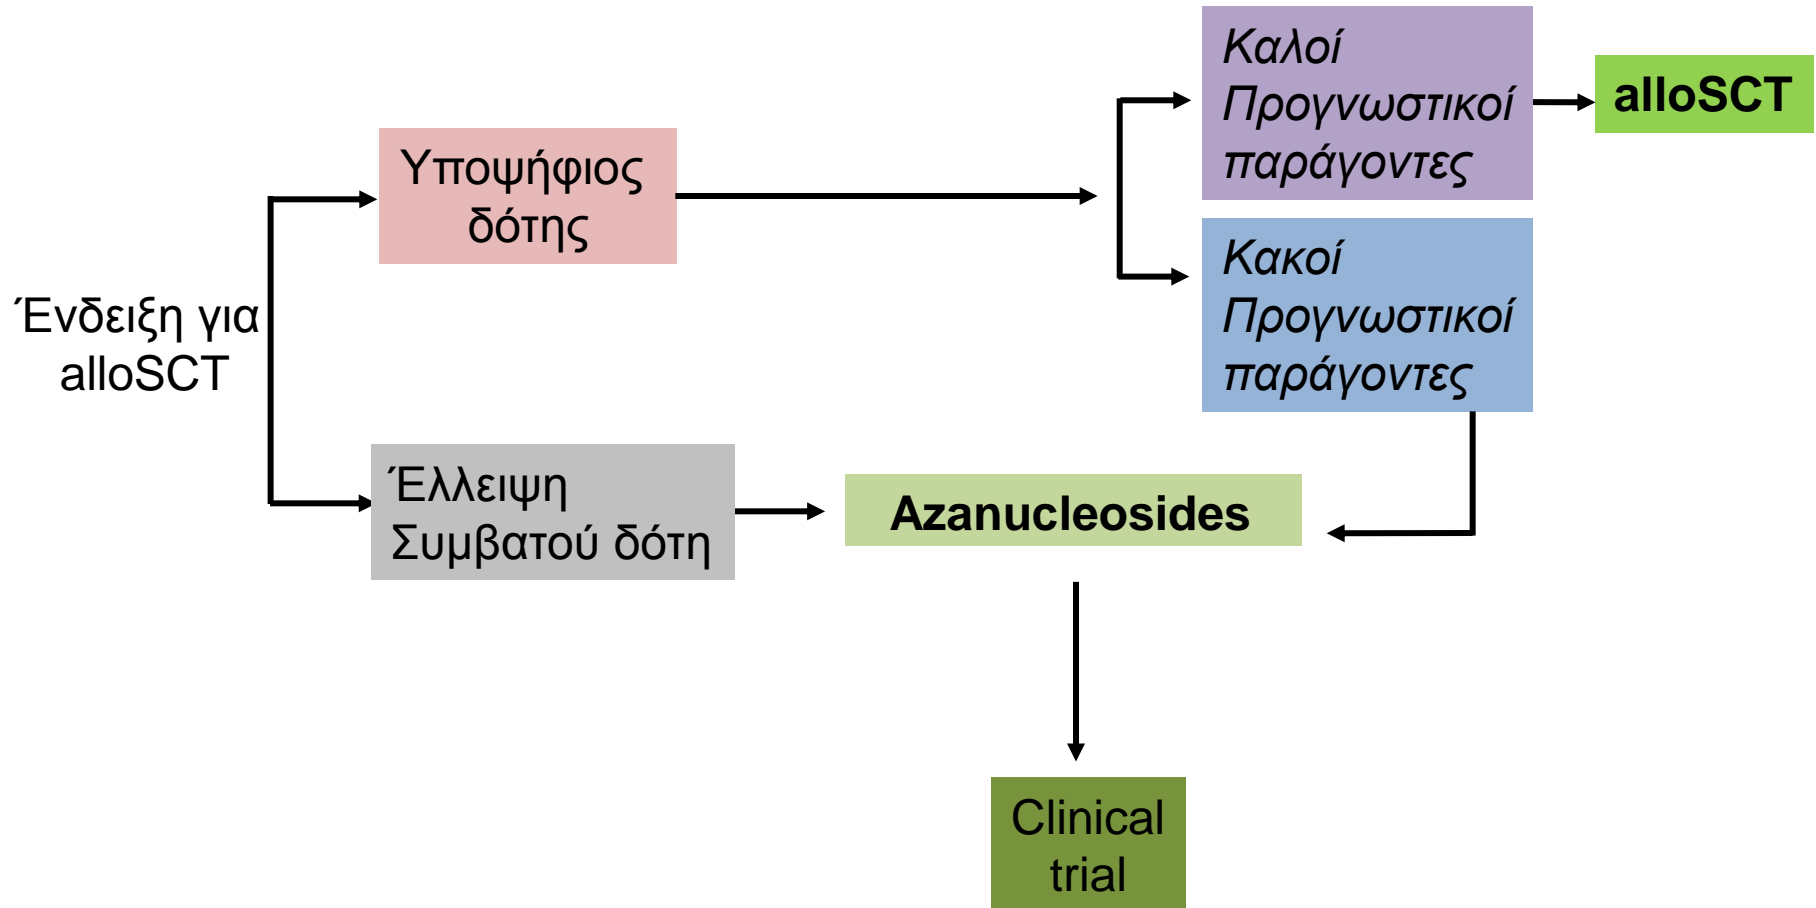 Καλοί
Προγνωστικοί
παράγοντες
alloSCT
Υποψήφιος
δότης
Κακοί
Προγνωστικοί
παράγοντες
Ένδειξη για
alloSCT
Έλλειψη
Συμβατού δότη
Azanucleosides
Clinical
trial